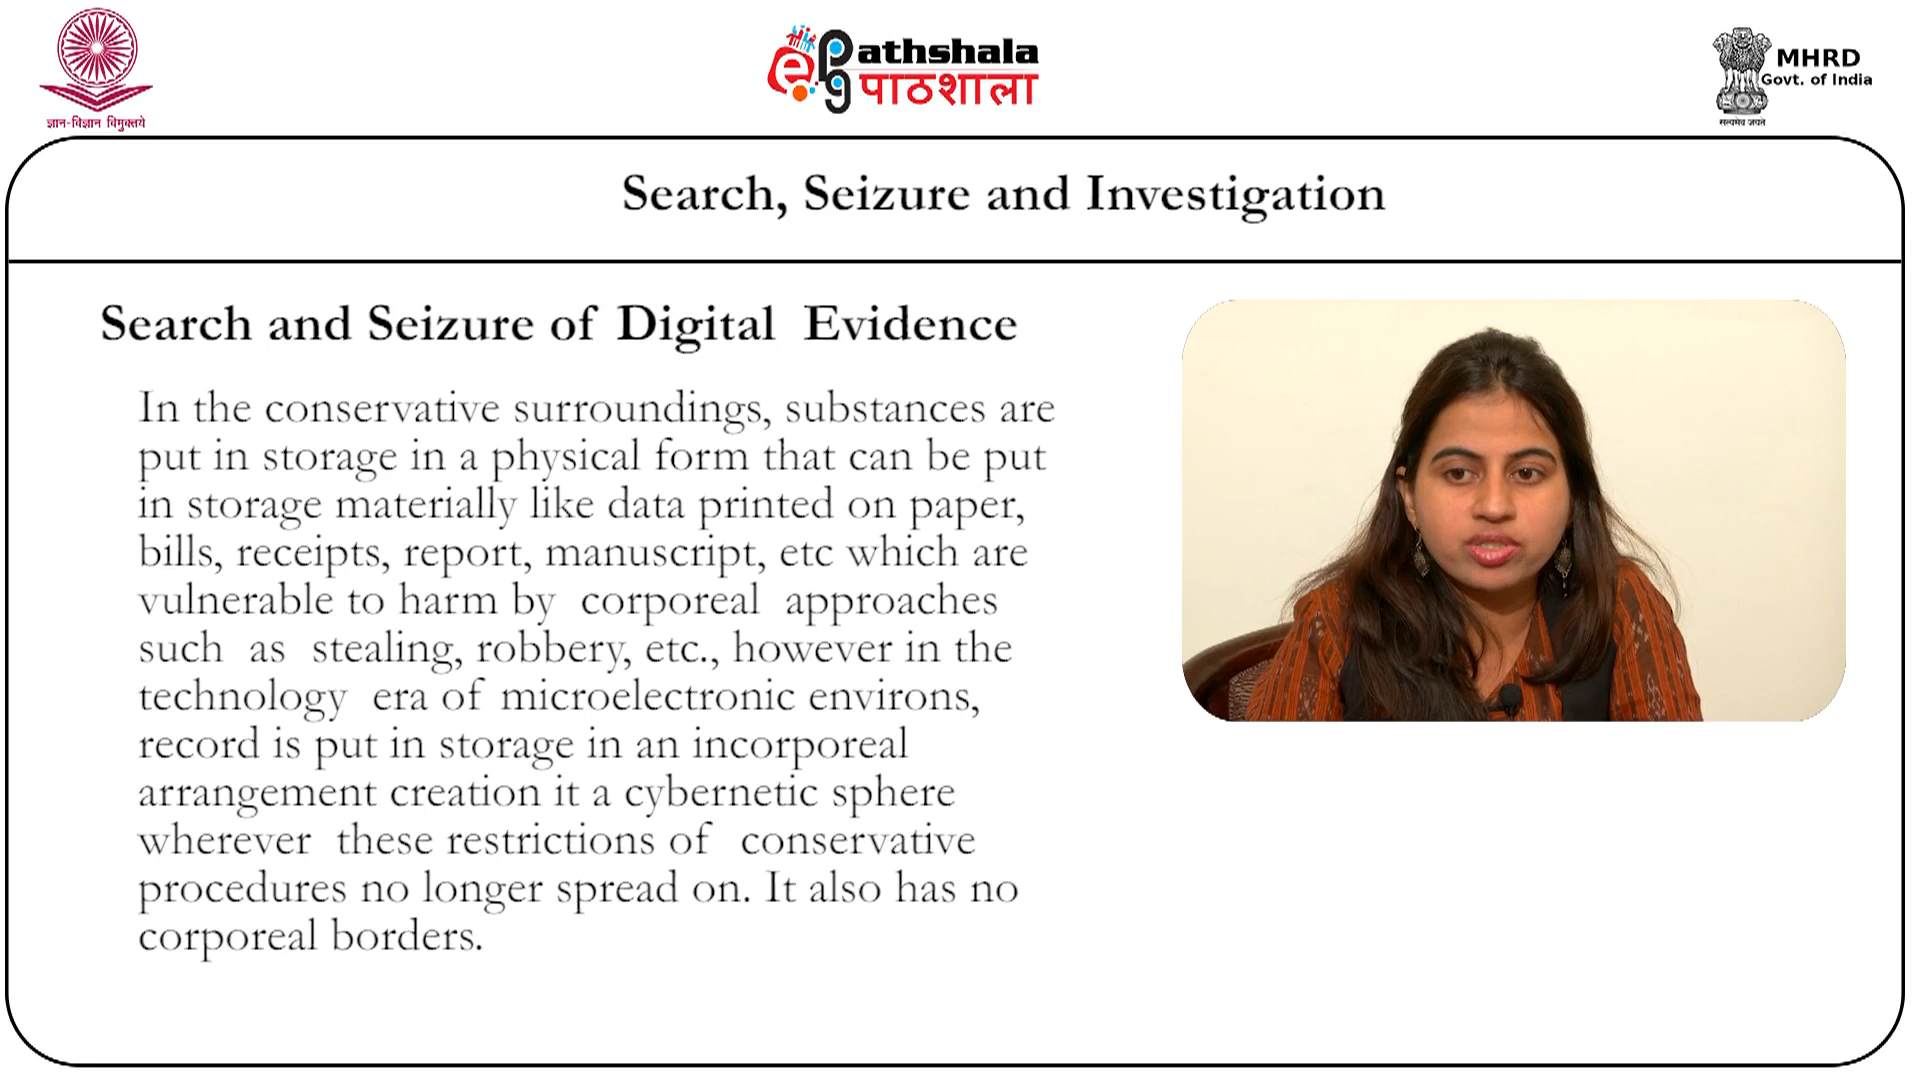 ज्ञान-विज्ञान विमुक्तये
epg
Pathshala
पाठशाला
MHRD
Govt. of India
सत्यमेव जयते
Search, Seizure and Investigation
Search and Seizure of Digital Evidence
In the conservative surroundings, substances are
put in storage in a physical form that can be put
in storage materially like data printed on paper,
bills, receipts, report, manuscript, etc which are
vulnerable to harm by corporeal approaches
such as stealing, robbery, etc., however in the
technology era of microelectronic environs,
record is put in storage in an incorporeal
arrangement creation it a cybernetic sphere
wherever these restrictions of conservative
procedures no longer spread on. It also has no
corporeal borders.